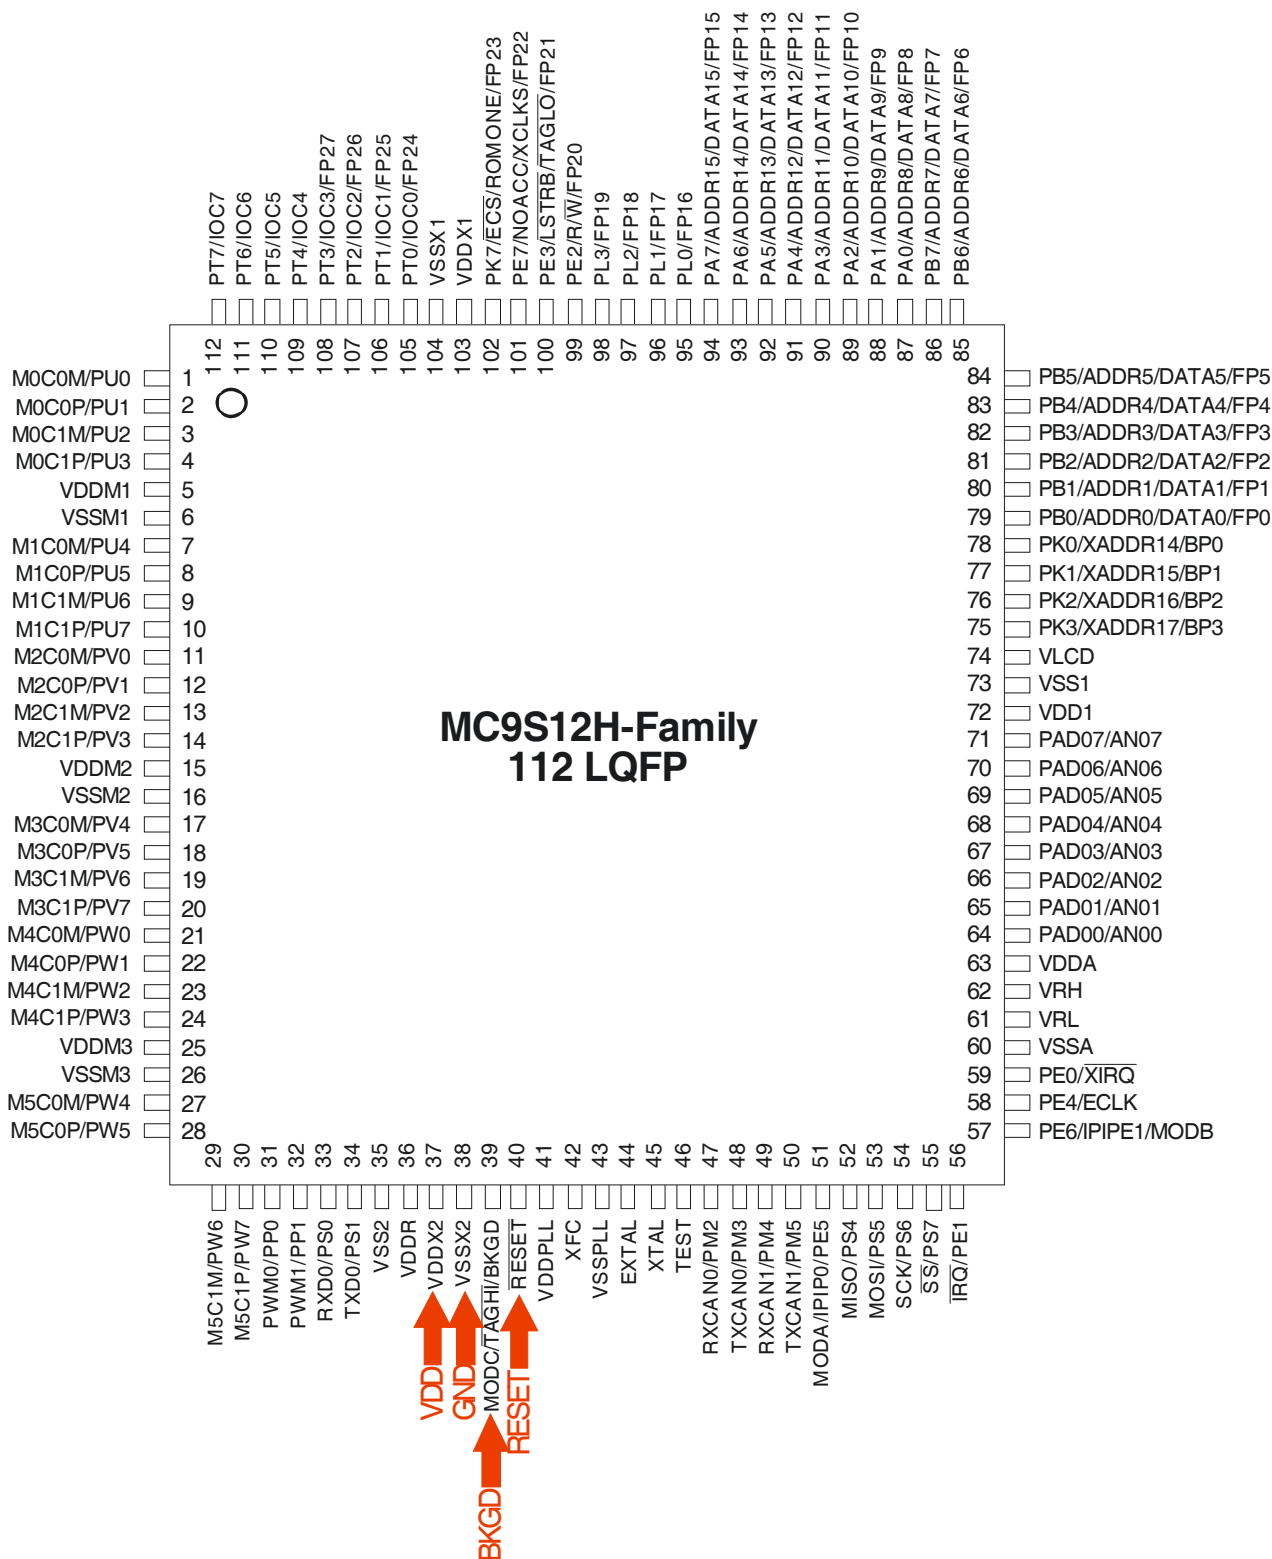 PT7/IOC7
PT6/IOC6
PT5/IOC5
PT4/IOC4
PT3/IOC3/FP27
PT2/IOC2/FP26
PT1/IOC1/FP25
PT0/IOC0/FP24
VSSX1
VDDX1
PK7/ECS/ROMONE/FP23
PE7/NOACC/XCLKS/FP22
PE3/LSTRB/TAGLO/FP21
PE2/R/W/FP20
PL3/FP19
PL2/FP18
PL1/FP17
PL0/FP16
PA7/ADDR15/DATA15/FP15
PA6/ADDR14/DATA14/FP14
PA5/ADDR13/DATA13/FP13
PA4/ADDR12/DATA12/FP12
PA3/ADDR11/DATA11/FP11
PA2/ADDR10/DATA10/FP10
PA1/ADDR9/DATA9/FP9
PA0/ADDR8/DATA8/FP8
PB7/ADDR7/DATA7/FP7
PB6/ADDR6/DATA6/FP6
112
111
110
109
108
107
106
105
104
103
102
101
100
99
98
97
96
95
94
93
92
91
90
89
88
87
86
85
M0C0M/PU0 1
M0C0P/PU1 2
M0C1M/PU2 3
M0C1P/PU3 4
VDDM1 5
VSSM1 6
M1C0M/PU4 7
M1C0P/PU5 8
M1C1M/PU6 9
M1C1P/PU7 10
M2C0M/PV0 11
M2C0P/PV1 12
M2C1M/PV2 13
M2C1P/PV3 14
VDDM2 15
VSSM2 16
M3C0M/PV4 17
M3C0P/PV5 18
M3C1M/PV6 19
M3C1P/PV7 20
M4C0M/PW0 21
M4C0P/PW1 22
M4C1M/PW2 23
M4C1P/PW3 24
VDDM3 25
VSSM3 26
M5C0M/PW4 27
M5C0P/PW5 28
MC9S12H-Family
112 LQFP
84 PB5/ADDR5/DATA5/FP5
83 PB4/ADDR4/DATA4/FP4
82 PB3/ADDR3/DATA3/FP3
81 PB2/ADDR2/DATA2/FP2
80 PB1/ADDR1/DATA1/FP1
79 PB0/ADDR0/DATA0/FP0
78 PK0/XADDR14/BP0
77 PK1/XADDR15/BP1
76 PK2/XADDR16/BP2
75 PK3/XADDR17/BP3
74 VLCD
73 VSS1
72 VDD1
71 PAD07/AN07
70 PAD06/AN06
69 PAD05/AN05
68 PAD04/AN04
67 PAD03/AN03
66 PAD02/AN02
65 PAD01/AN01
64 PAD00/AN00
63 VDDA
62 VRH
61 VRL
60 VSSA
59 PE0/XIRQ
58 PE4/ECLK
57 PE6/IPIPE1/MODB
29
30
31
32
33
34
35
36
37
38
39
40
41
42
43
44
45
46
47
48
49
50
51
52
53
54
55
56
M5C1M/PW6
M5C1P/PW7
PWM0/PP0
PWM1/PP1
RXD0/PS0
TXD0/PS1
VSS2
VDDR
VDDX2
VSSX2
MODC/TAGHI/BKGD
RESET
VDDPLL
XFC
VSSPLL
EXTAL
XTAL
TEST
RXCAN0/PM2
TXCAN0/PM3
RXCAN1/PM4
TXCAN1/PM5
MODA/IPIP0/PE5
MISO/PS4
MOSI/PS5
SCK/PS6
SS/PS7
IRQ/PE1
VDD
GND
BKGD
RESET